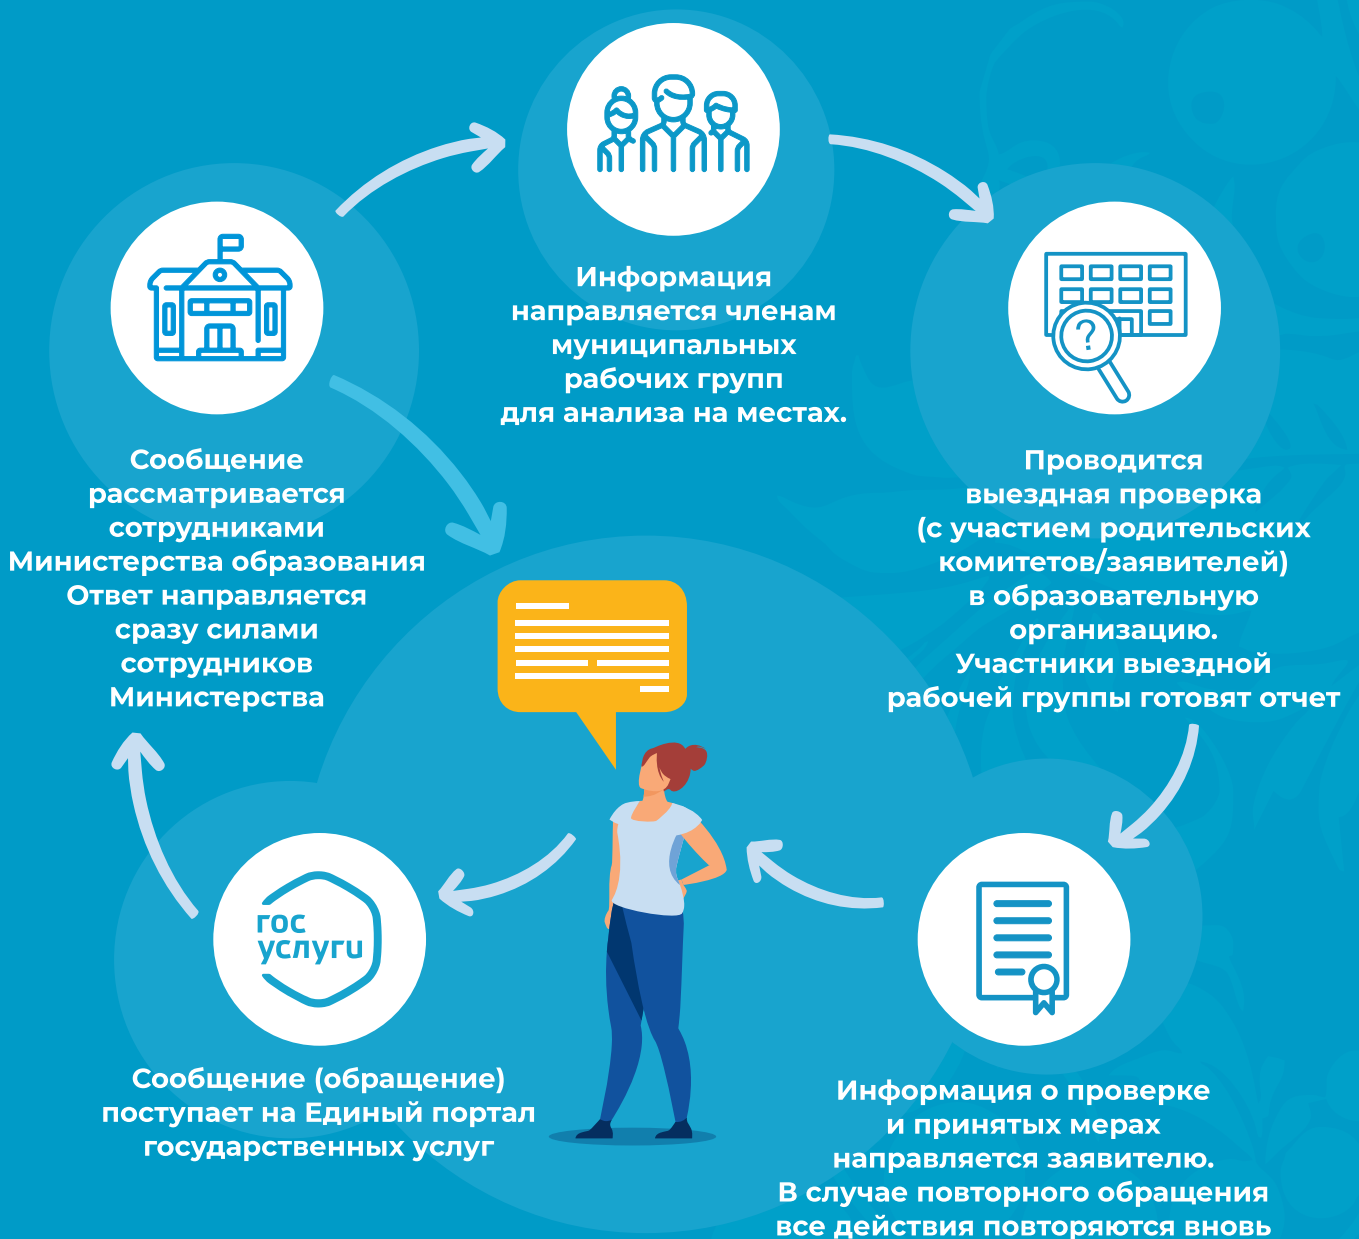 Информация
направляется членам
муниципальных
рабочих групп
для анализа на местах.
Сообщение
рассматривается
сотрудниками
Министерства образования
Ответ направляется
сразу силами
сотрудников
Министерства
Проводится
выездная проверка
(с участием родительских
комитетов/заявителей)
в образовательную
организацию.
Участники выездной
рабочей группы готовят отчет
?
гос
услуги
Сообщение (обращение)
поступает на Единый портал
государственных услуг
Информация о проверке
и принятых мерах
направляется заявителю.
В случае повторного обращения
все действия повторяются вновь